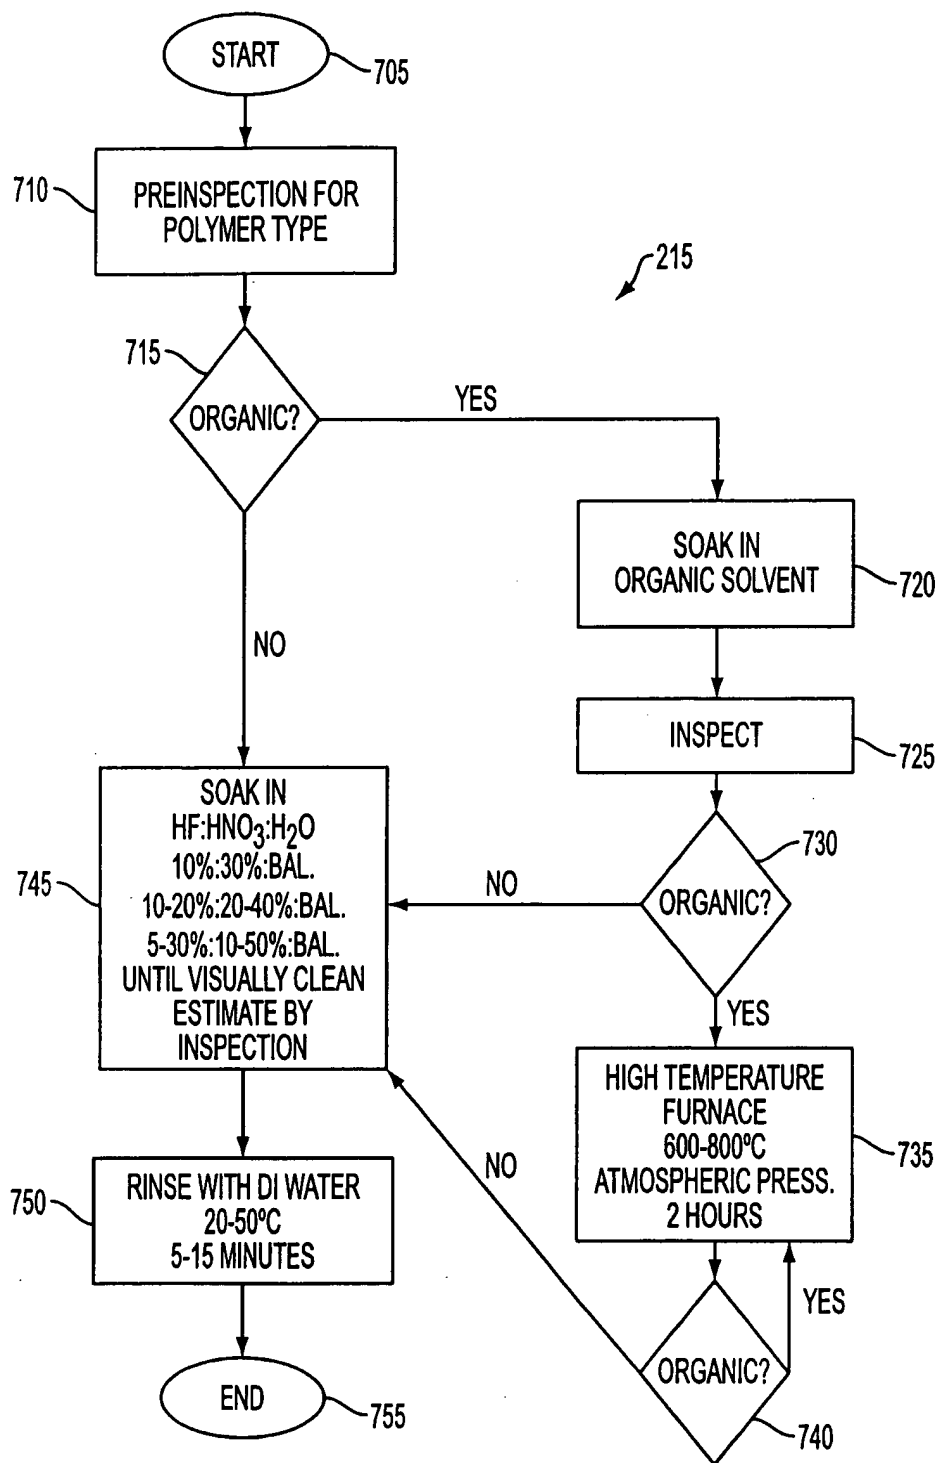 START
705
710
PREINSPECTION FOR
POLYMER TYPE
215
715
ORGANIC?
YES
SOAK IN
ORGANIC SOLVENT
720
NO
INSPECT
725
745
SOAK IN
HF:HNO3:H2O
10%:30%:BAL.
10-20%:20-40%:BAL.
5-30%:10-50%:BAL.
UNTIL VISUALLY CLEAN
ESTIMATE BY
INSPECTION
730
ORGANIC?
NO
YES
HIGH TEMPERATURE
FURNACE
600-800ºC
ATMOSPHERIC PRESS.
2 HOURS
735
NO
750
RINSE WITH DI WATER
20-50ºC
5-15 MINUTES
YES
ORGANIC?
740
END
755